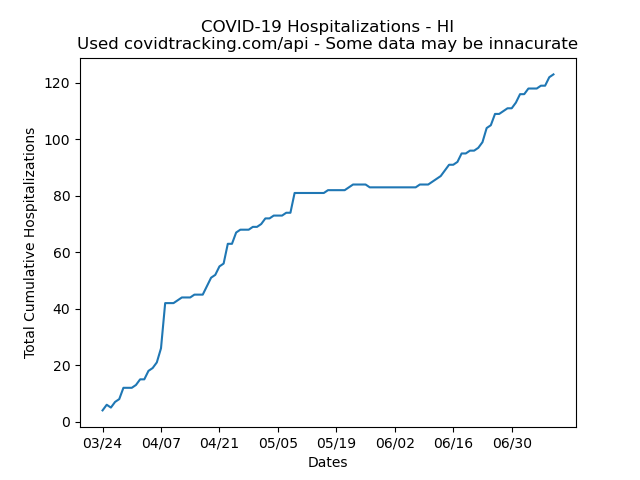 COVID-19 Hospitalizations - HI
Used covidtracking.com/api - Some data may be innacurate
Total Cumulative Hospitalizations
120
100
80
60
40
20
0
03/24 04/07 04/21 05/05 05/19 06/02 06/16 06/30
Dates